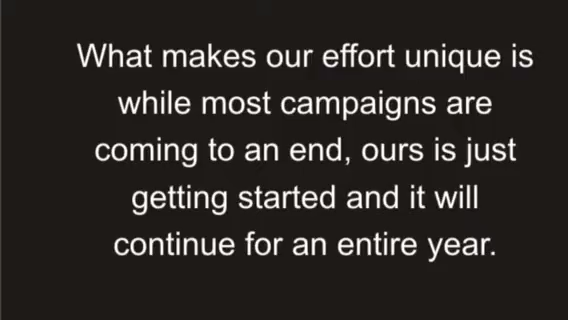 What makes our effort unique is
while most campaigns are
coming to an end, ours is just
getting started and it will
continue for an entire year.